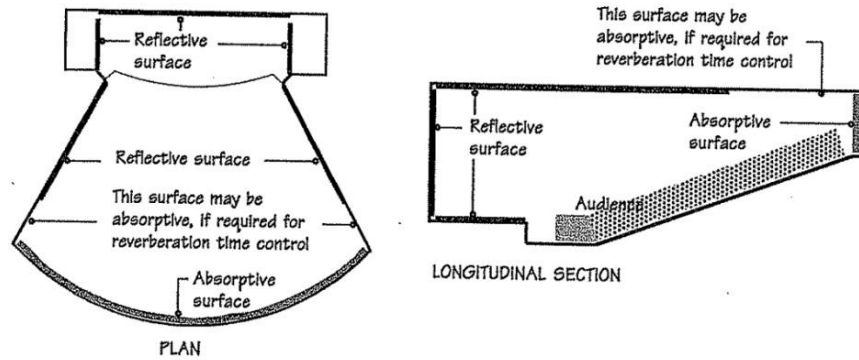 Reflective
surface
Reflective surface
This surface may be
absorptive, if required for
reverberation time control
Absorptive
surface
PLAN
This surface may be
absorptive, if required for
reverberation time control
Reflective
surface
Absorptive
surface
Audience
LONGITUDINAL SECTION